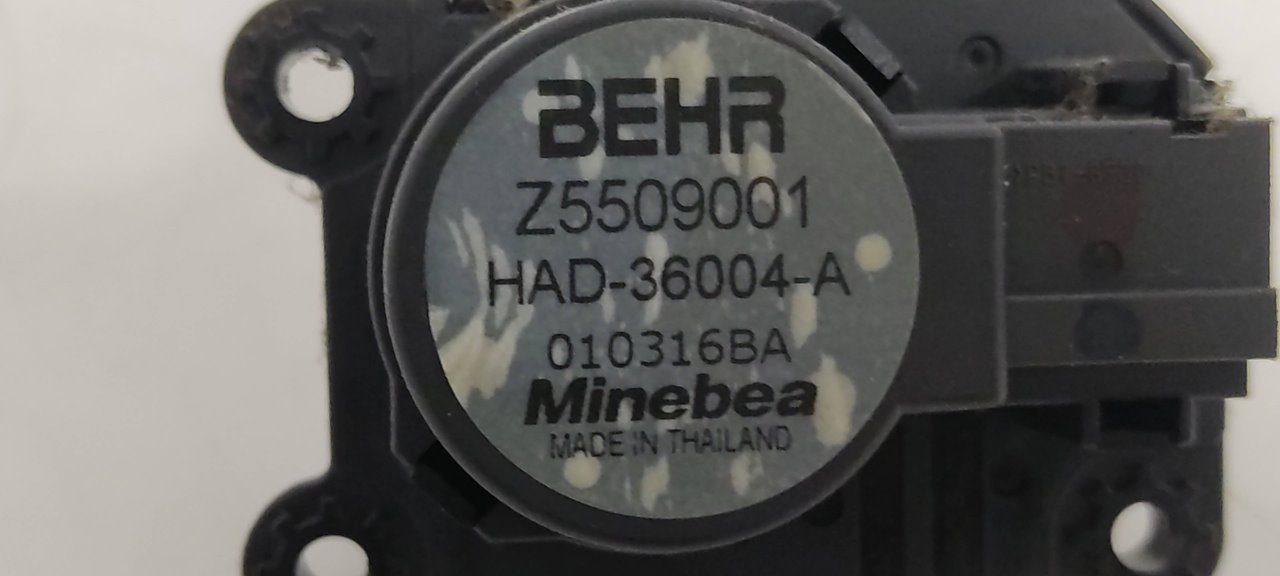 BEHR
Z5509001
HAD-36004-A
010316BA
Minebea
MADE IN THAILAND